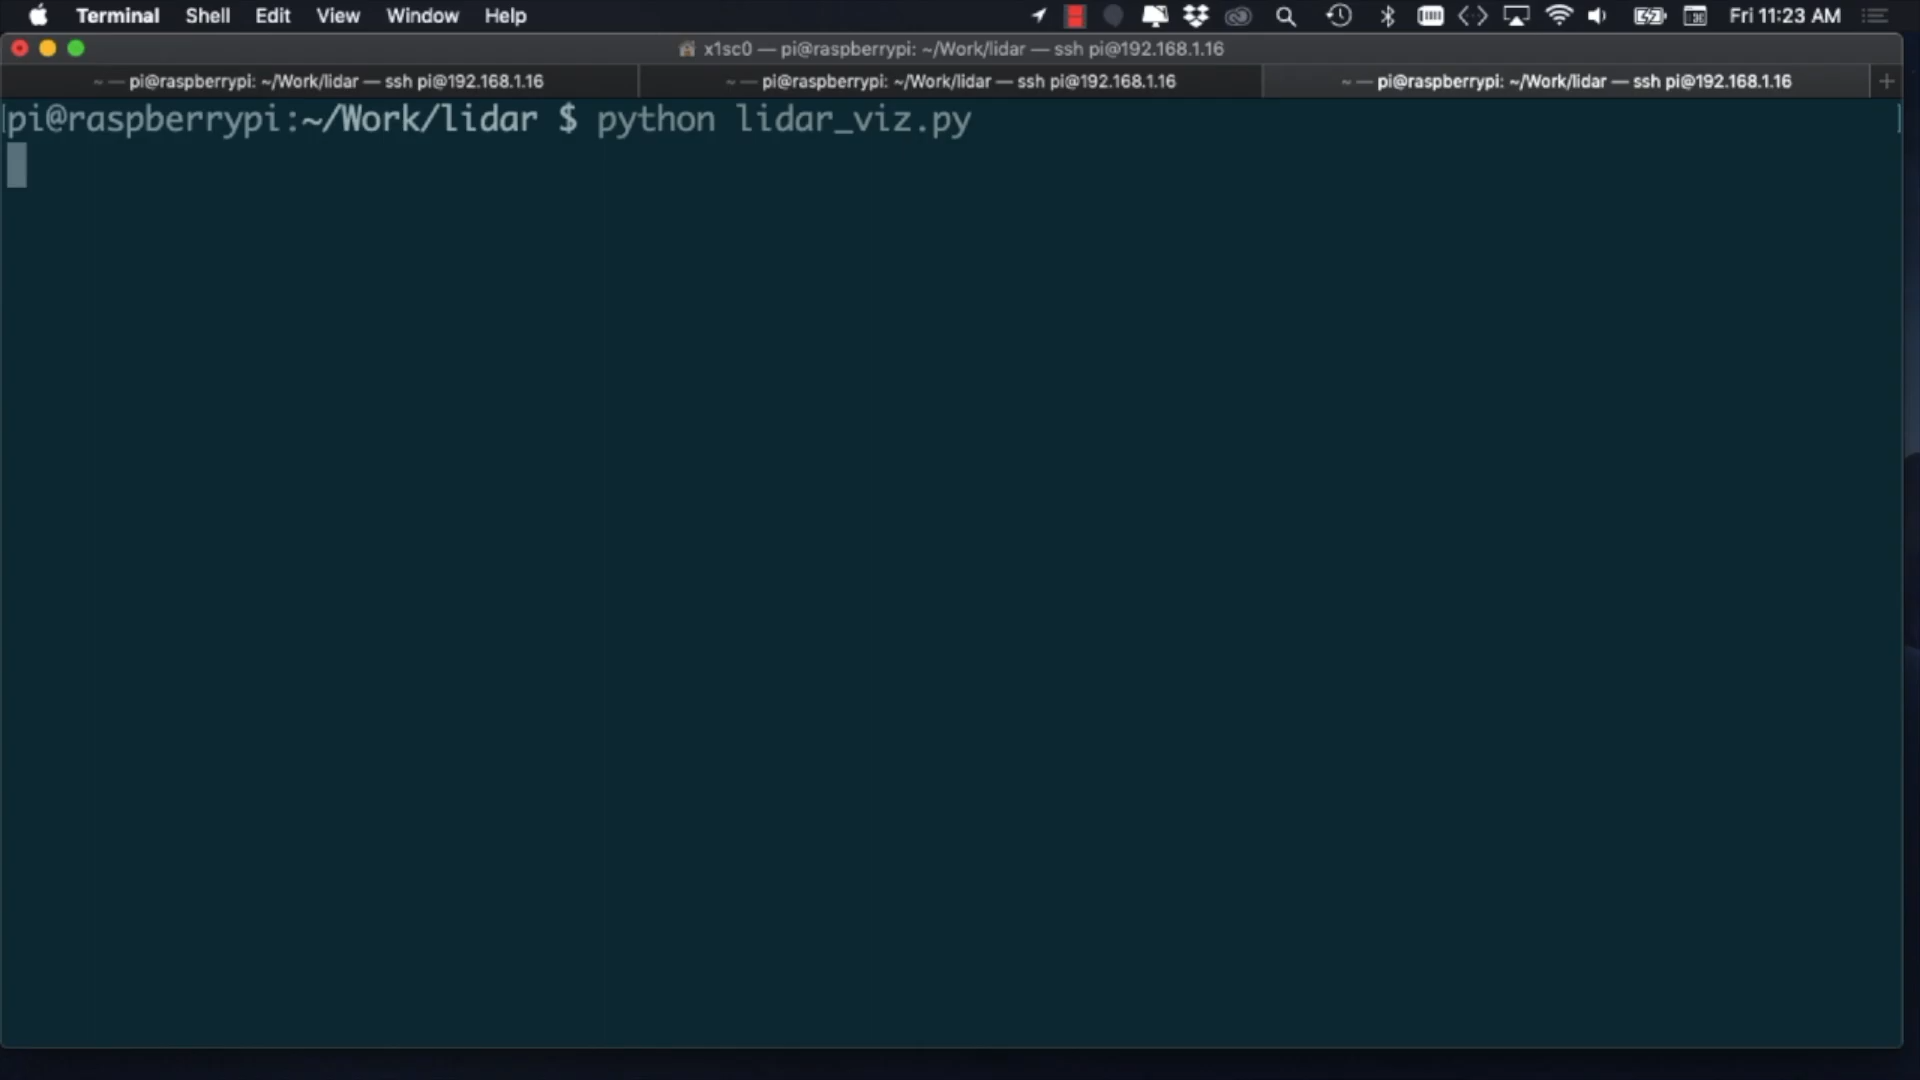 Terminal Shell Edit View Window Help Fri 11:23 AM
x1sc0 — pi@raspberrypi: ~/Work/lidar — ssh pi@192.168.1.16
~ — pi@raspberrypi: ~/Work/lidar — ssh pi@192.168.1.16 ~ — pi@raspberrypi: ~/Work/lidar — ssh pi@192.168.1.16 ~ — pi@raspberrypi: ~/Work/lidar — ssh pi@192.168.1.16 +
[pi@raspberrypi:~/Work/lidar $ python lidar_viz.py ]